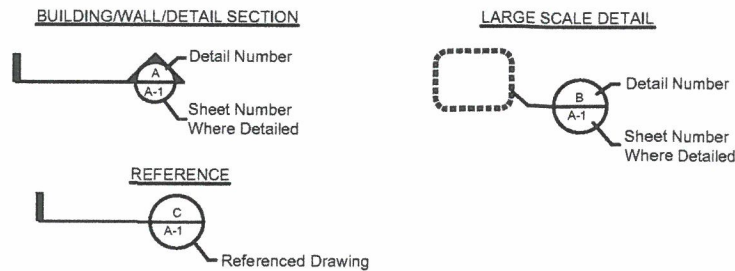 BUILDING/WALL/DETAIL SECTION
A
A-1
Detail Number
Sheet Number
Where Detailed
LARGE SCALE DETAIL
B
A-1
Detail Number
Sheet Number
Where Detailed
REFERENCE
C
A-1
Referenced Drawing